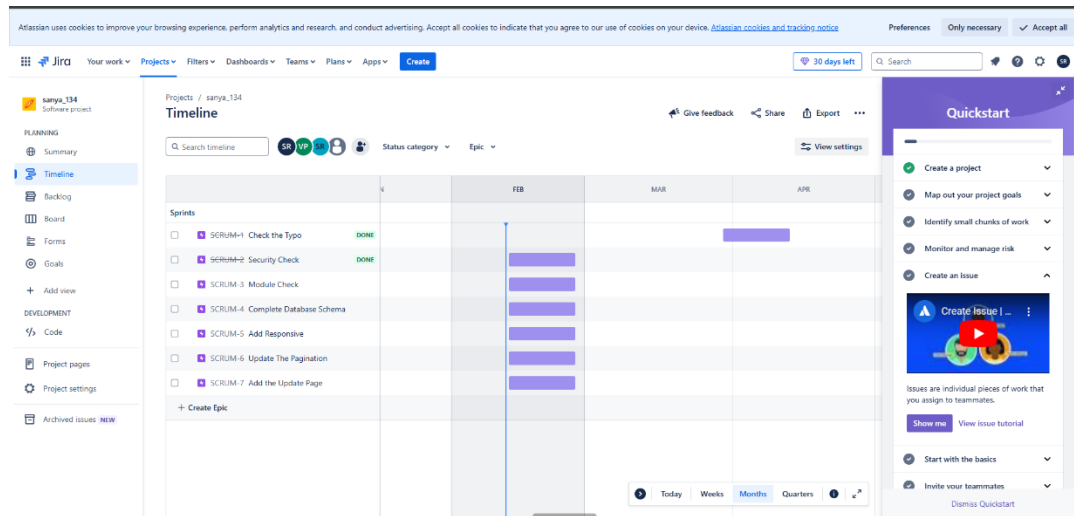 Atlassian uses cookies to improve your browsing experience, perform analytics and research, and conduct advertising. Accept all cookies to indicate that you agree to our use of cookies on your device. Atlassian cookies and tracking notice
Preferences
Only necessary
Accept all
Jira
Your work
Projects
Filters
Dashboards
Teams
Plans
Apps
Create
30 days left
Search
SR
sanya_134
Software project
PLANNING
Summary
Timeline
Backlog
Board
Forms
Goals
Add view
DEVELOPMENT
Code
Project pages
Project settings
Archived issues NEW
Projects / sanya_134
Timeline
Give feedback
Share
Export
Search timeline
SR
VP
SR
Status category
Epic
View settings
FEB
MAR
APR
Sprints
SCRUM-1 Check the Typo DONE
SCRUM-2 Security Check DONE
SCRUM-3 Module Check
SCRUM-4 Complete Database Schema
SCRUM-5 Add Responsive
SCRUM-6 Update The Pagination
SCRUM-7 Add the Update Page
+ Create Epic
Today
Weeks
Months
Quarters
Quickstart
Create a project
Map out your project goals
Identify small chunks of work
Monitor and manage risk
Create an issue
Create Issue | ...
Issues are individual pieces of work that
you assign to teammates.
Show me
View issue tutorial
Start with the basics
Invite your teammates
Dismiss Quickstart